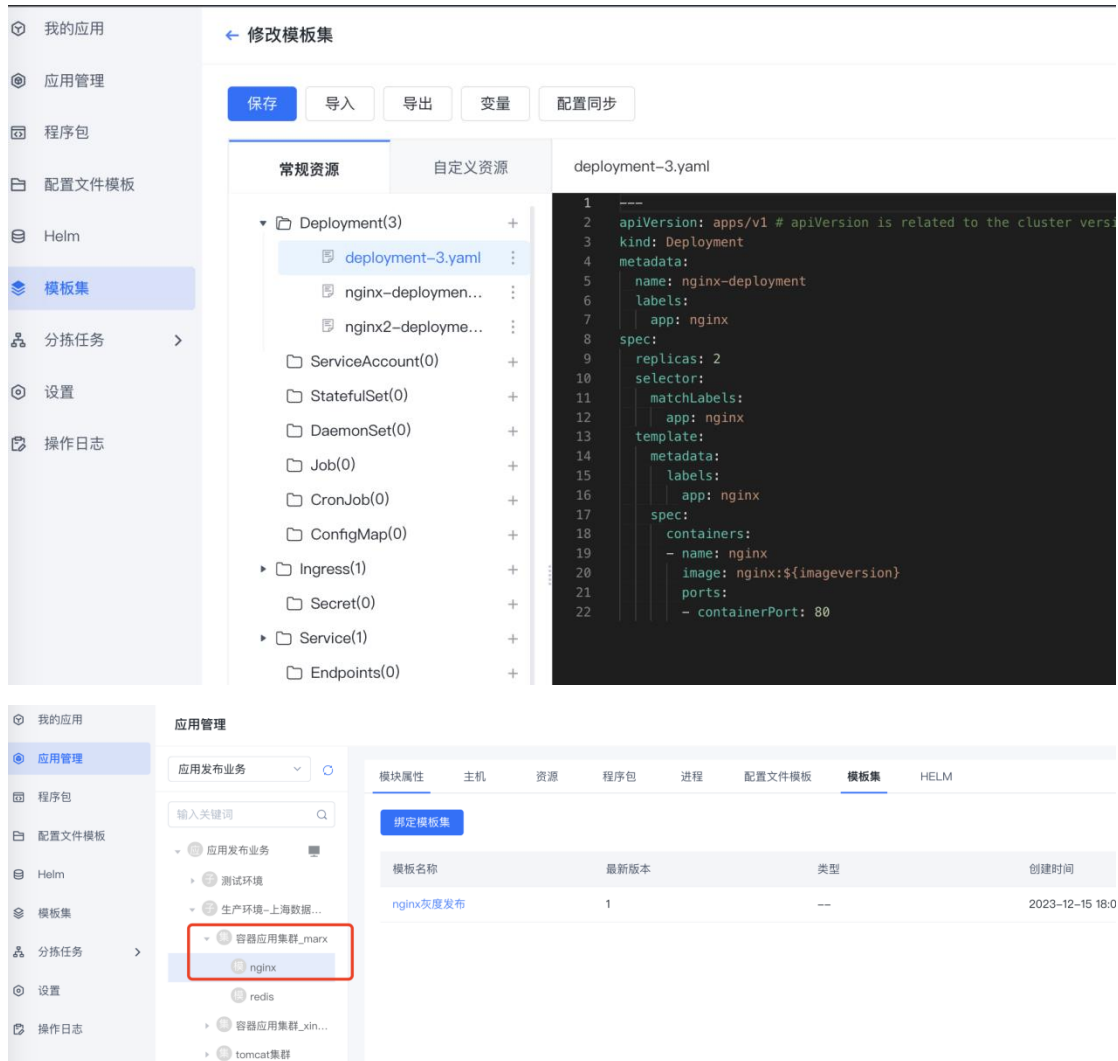 我的应用
应用管理
程序包
配置文件模板
Helm
模板集
分拣任务
设置
操作日志
← 修改模板集
保存 导入 导出 变量 配置同步
常规资源 自定义资源
Deployment(3)
deployment-3.yaml
nginx-deploymen...
nginx2-deployme...
ServiceAccount(0)
StatefulSet(0)
DaemonSet(0)
Job(0)
CronJob(0)
ConfigMap(0)
Ingress(1)
Secret(0)
Service(1)
Endpoints(0)
deployment-3.yaml
1 ---
2 apiVersion: apps/v1 # apiVersion is related to the cluster versi
3 kind: Deployment
4 metadata:
5 name: nginx-deployment
6 labels:
7 app: nginx
8 spec:
9 replicas: 2
10 selector:
11 matchLabels:
12 app: nginx
13 template:
14 metadata:
15 labels:
16 app: nginx
17 spec:
18 containers:
19 - name: nginx
20 image: nginx:${imageversion}
21 ports:
22 - containerPort: 80
我的应用
应用管理
程序包
配置文件模板
Helm
模板集
分拣任务
设置
操作日志
应用管理
应用发布业务
输入关键词
应用发布业务
测试环境
生产环境-上海数据...
容器应用集群_marx
nginx
redis
容器应用集群_xin...
tomcat集群
模块属性 主机 资源 程序包 进程 配置文件模板 模板集 HELM
绑定模板集
模板名称 最新版本 类型 创建时间
nginx灰度发布 1 -- 2023-12-15 18:0